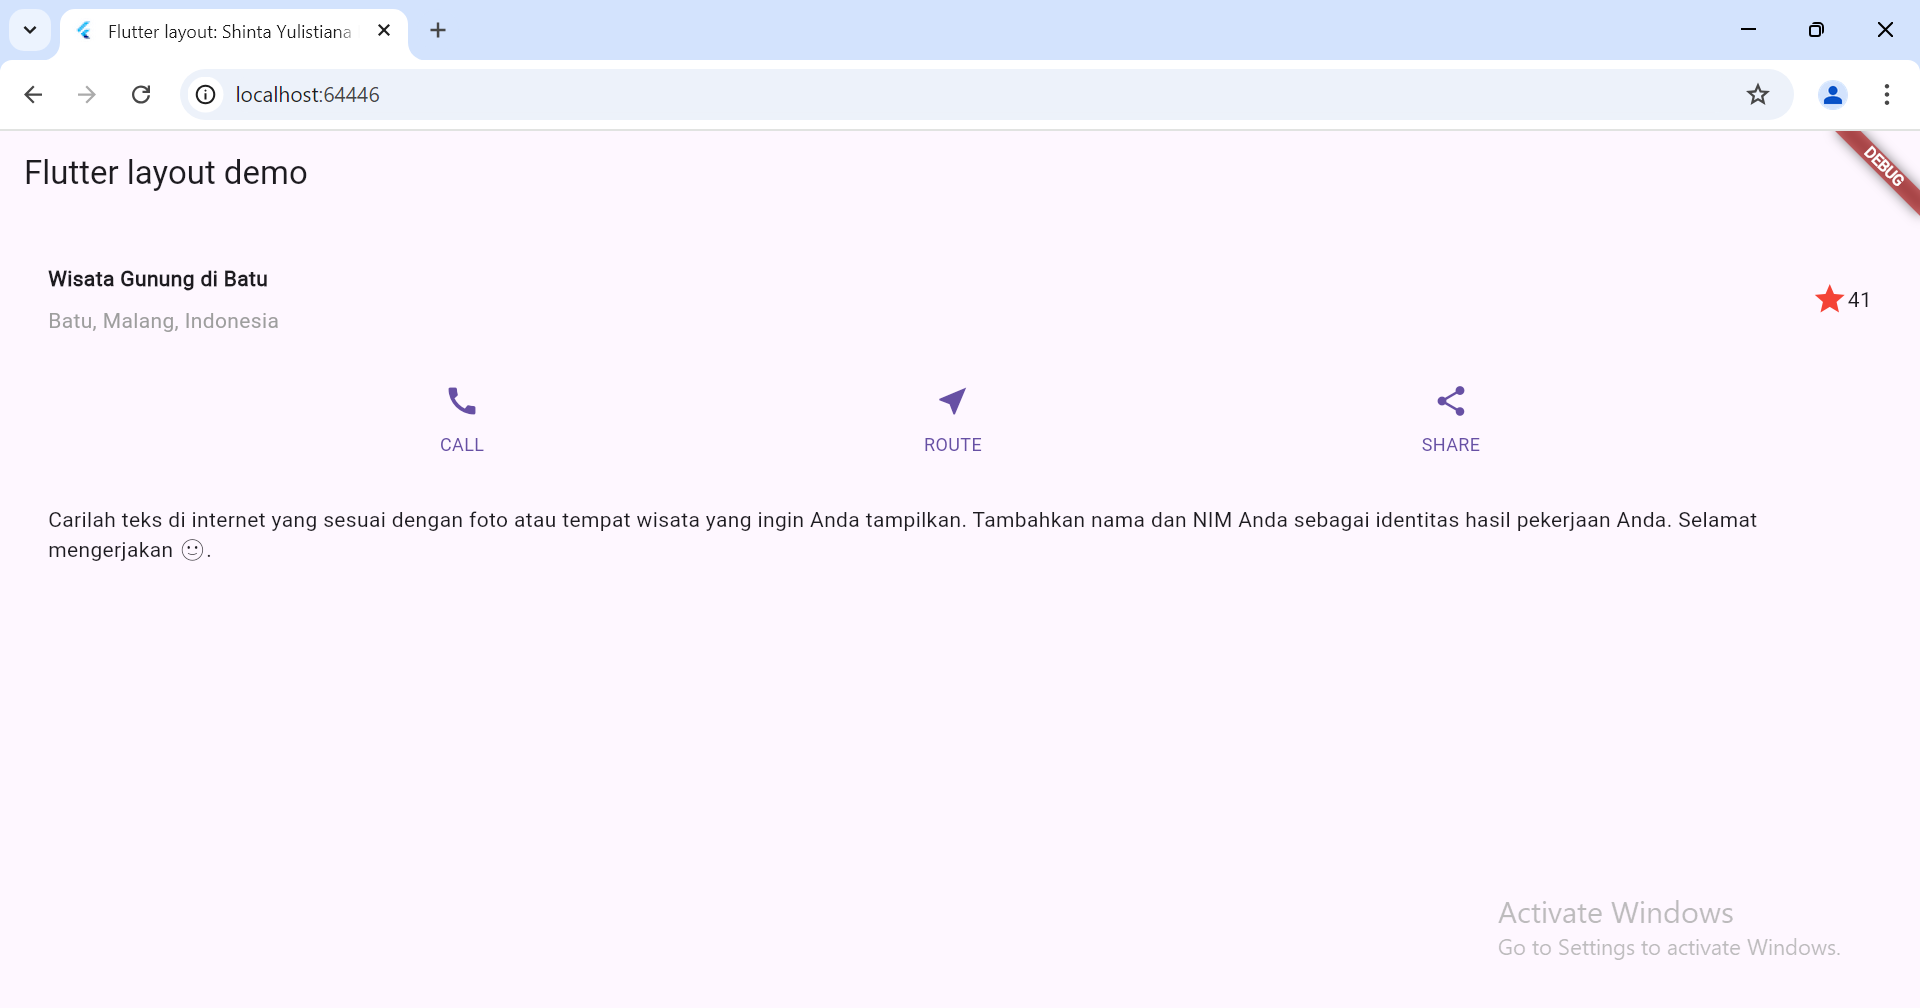 Flutter layout: Shinta Yulistiana
localhost:64446
Flutter layout demo
DEBUG
Wisata Gunung di Batu
Batu, Malang, Indonesia
41
CALL
ROUTE
SHARE
Carilah teks di internet yang sesuai dengan foto atau tempat wisata yang ingin Anda tampilkan. Tambahkan nama dan NIM Anda sebagai identitas hasil pekerjaan Anda. Selamat
mengerjakan 🙂.
Activate Windows
Go to Settings to activate Windows.